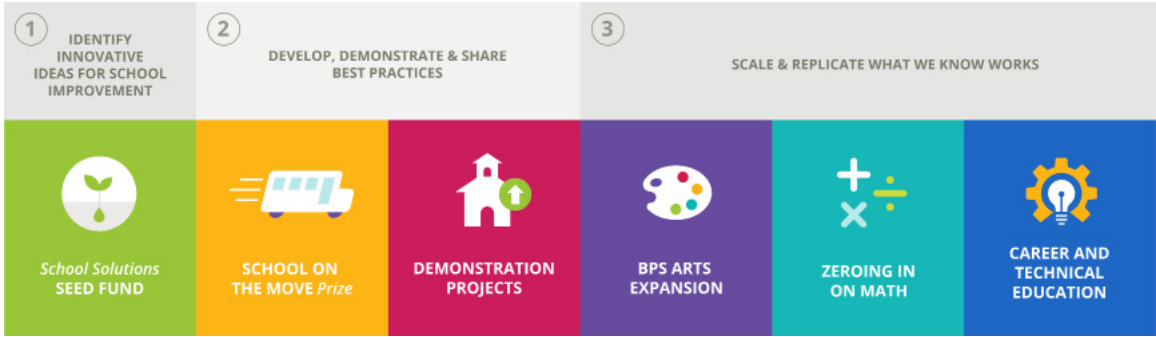 1
IDENTIFY
INNOVATIVE
IDEAS FOR SCHOOL
IMPROVEMENT
2
DEVELOP, DEMONSTRATE & SHARE
BEST PRACTICES
3
SCALE & REPLICATE WHAT WE KNOW WORKS
School Solutions
SEED FUND
SCHOOL ON
THE MOVE Prize
DEMONSTRATION
PROJECTS
BPS ARTS
EXPANSION
ZEROING IN
ON MATH
CAREER AND
TECHNICAL
EDUCATION